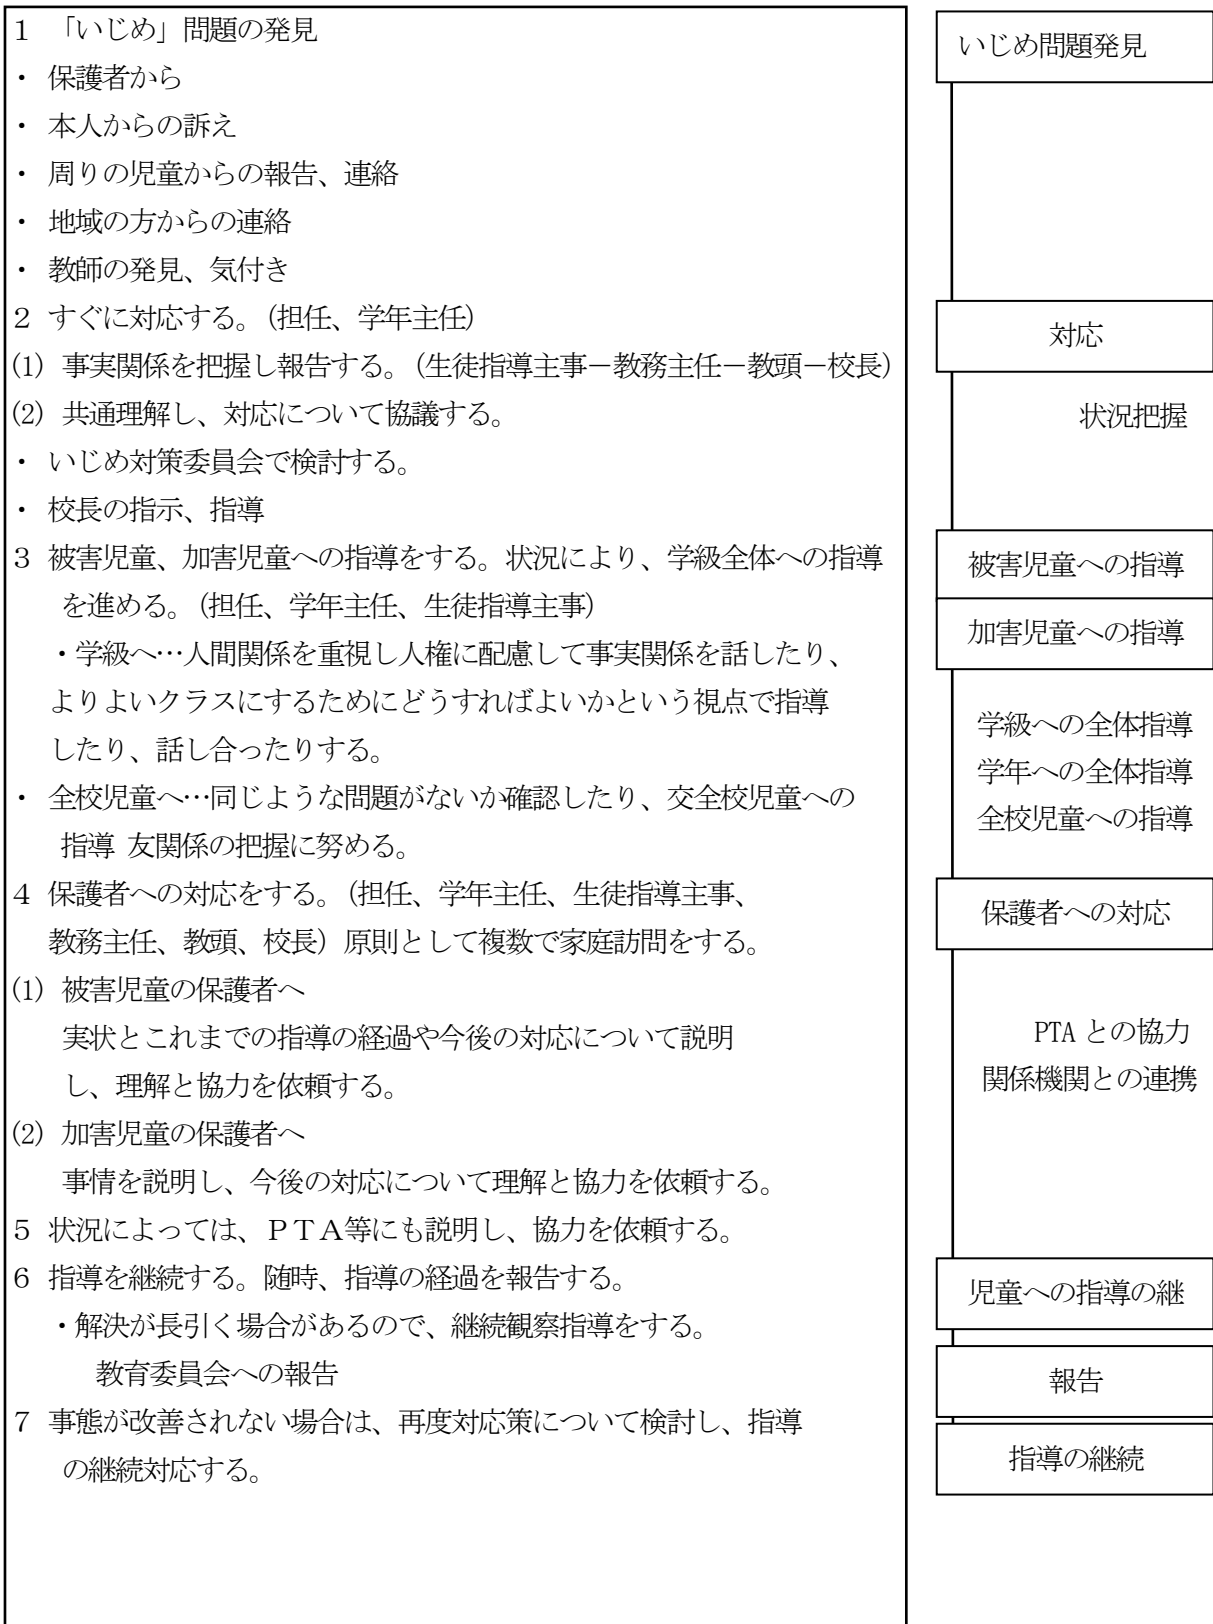 1 「いじめ」問題の発見
・ 保護者から
・ 本人からの訴え
・ 周りの児童からの報告、連絡
・ 地域の方からの連絡
・ 教師の発見、気付き
2 すぐに対応する。(担任、学年主任)
(1) 事実関係を把握し報告する。(生徒指導主事－教務主任－教頭－校長)
(2) 共通理解し、対応について協議する。
・ いじめ対策委員会で検討する。
・ 校長の指示、指導
3 被害児童、加害児童への指導をする。状況により、学級全体への指導
を進める。(担任、学年主任、生徒指導主事)
・学級へ…人間関係を重視し人権に配慮して事実関係を話したり、
よりよいクラスにするためにどうすればよいかという視点で指導
したり、話し合ったりする。
・ 全校児童へ…同じような問題がないか確認したり、交全校児童への
指導 友関係の把握に努める。
4 保護者への対応をする。(担任、学年主任、生徒指導主事、
教務主任、教頭、校長) 原則として複数で家庭訪問をする。
(1) 被害児童の保護者へ
実状とこれまでの指導の経過や今後の対応について説明
し、理解と協力を依頼する。
(2) 加害児童の保護者へ
事情を説明し、今後の対応について理解と協力を依頼する。
5 状況によっては、ＰＴＡ等にも説明し、協力を依頼する。
6 指導を継続する。随時、指導の経過を報告する。
・解決が長引く場合があるので、継続観察指導をする。
教育委員会への報告
7 事態が改善されない場合は、再度対応策について検討し、指導
の継続対応する。
いじめ問題発見
対応
状況把握
被害児童への指導
加害児童への指導
学級への全体指導
学年への全体指導
全校児童への指導
保護者への対応
PTA との協力
関係機関との連携
児童への指導の継
報告
指導の継続